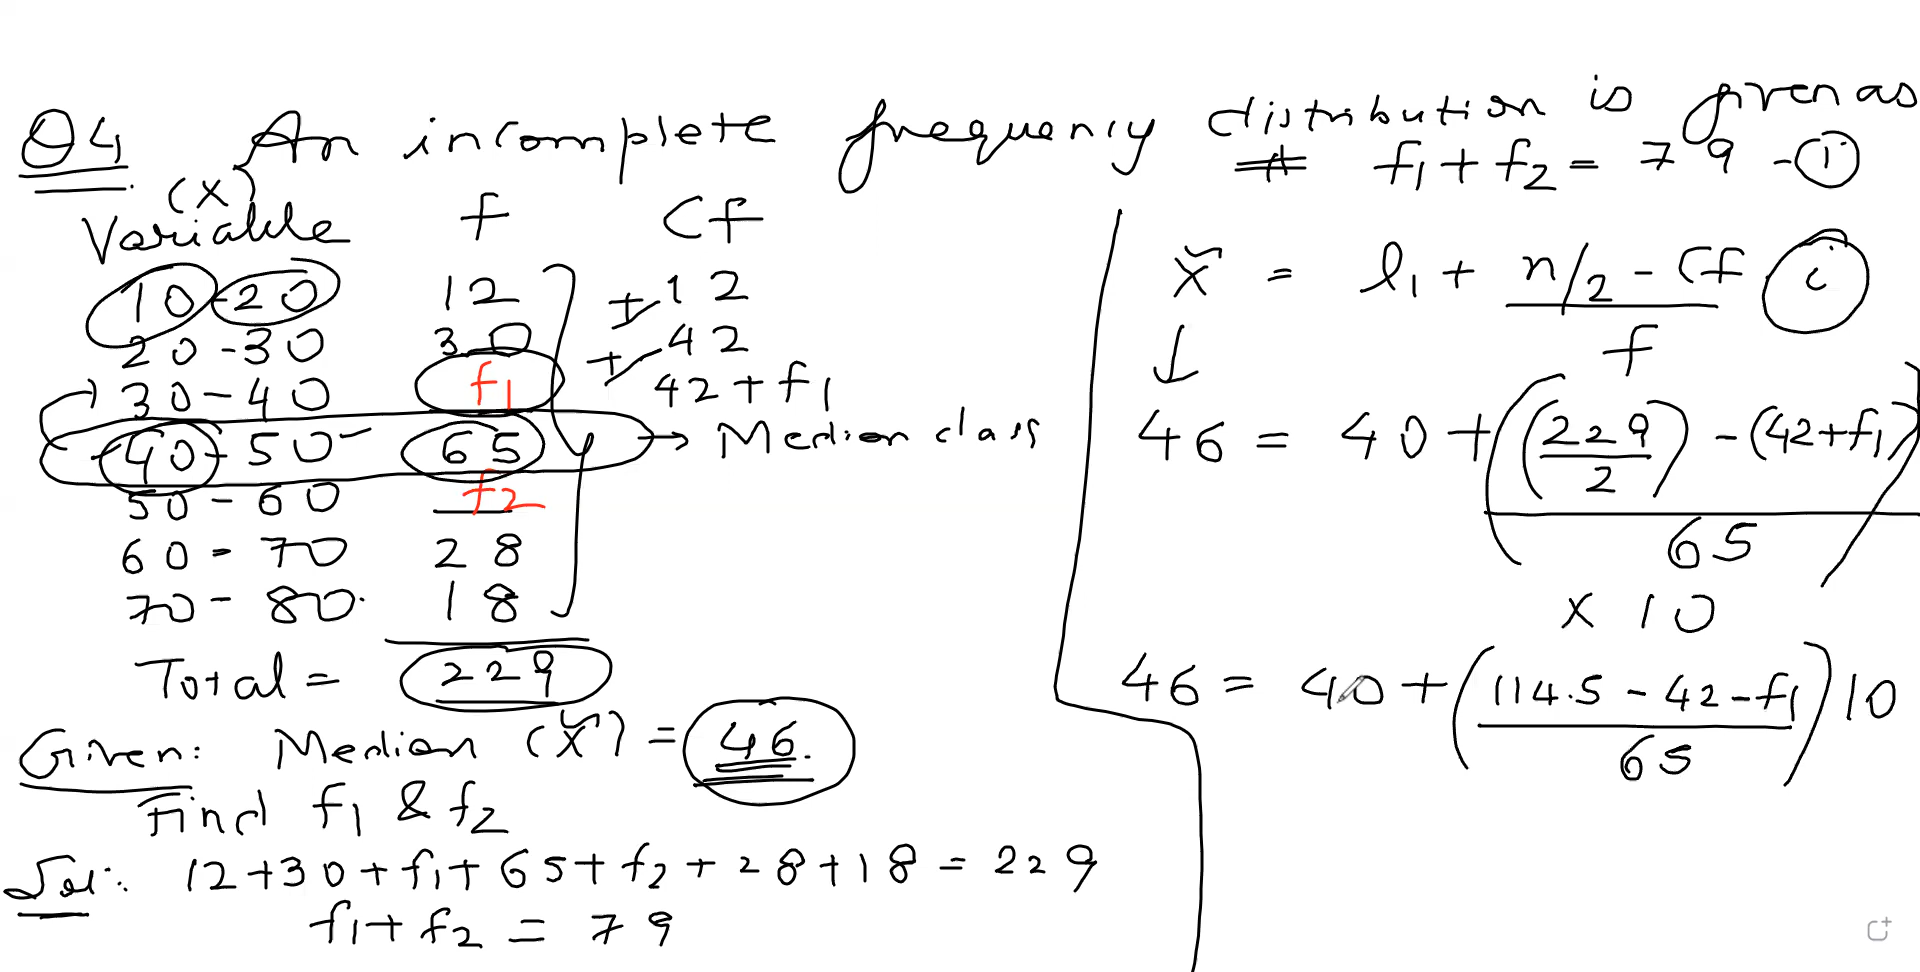 Q4 An incomplete frequency distribution is given as
f1 + f2 = 79 - (1)
(X)
Variable f Cf
10-20 12 12
20-30 30 42
30-40 f1 42+f1
40-50 65 → Median class
50-60 f2
60-70 28
70-80 18
Total = 229
Given: Median (X̃) = 46.
Find f1 & f2
Sol: 12+30+f1+65+f2+28+18 = 229
f1+f2 = 79
X̃ = l1 + n/2 - Cf i
f
46 = 40 + ((229/2) - (42+f1)
65)
× 10
46 = 40 + (114.5 - 42 - f1
65) 10